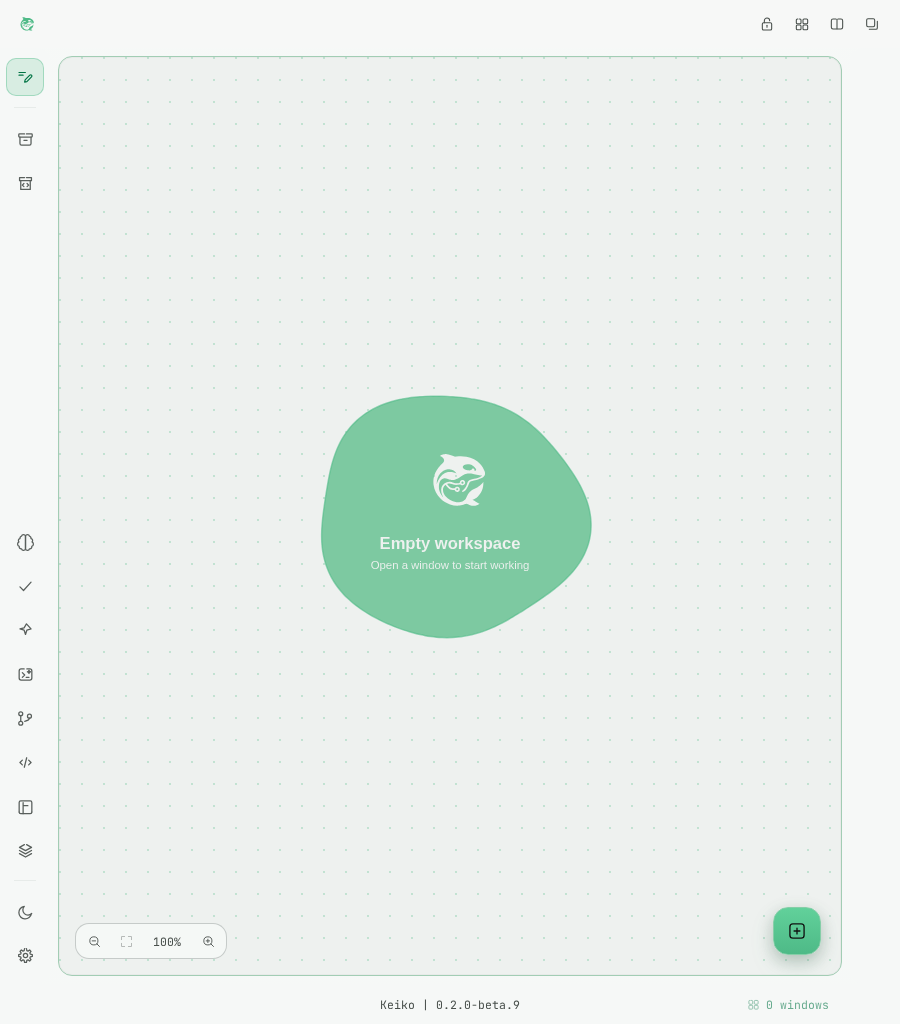 Empty workspace
Open a window to start working
100%
Keiko | 0.2.0-beta.9
0 windows